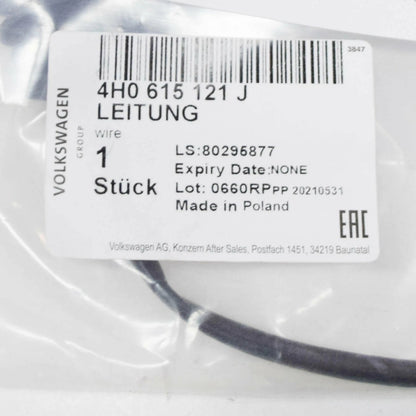 3847
VOLKSWAGEN
GROUP
4H0 615 121 J
LEITUNG
wire
1
Stück
LS:80295877
Expiry Date:NONE
Lot: 0660RPPP 20210531
Made in Poland
EAC
Volkswagen AG, Konzern After Sales, Postfach 1451, 34219 Baunatal